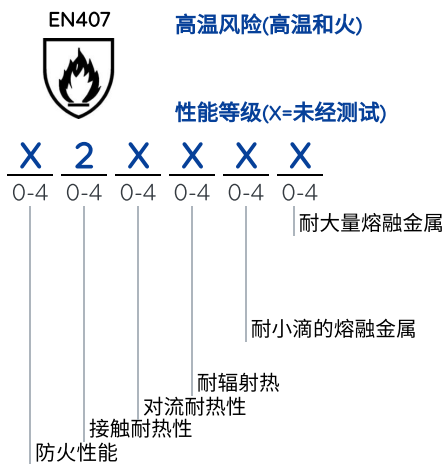 EN407
高温风险(高温和火)
性能等级(X=未经测试)
X 2 X X X X
0-4 0-4 0-4 0-4 0-4 0-4
耐大量熔融金属
耐小滴的熔融金属
耐辐射热
对流耐热性
接触耐热性
防火性能